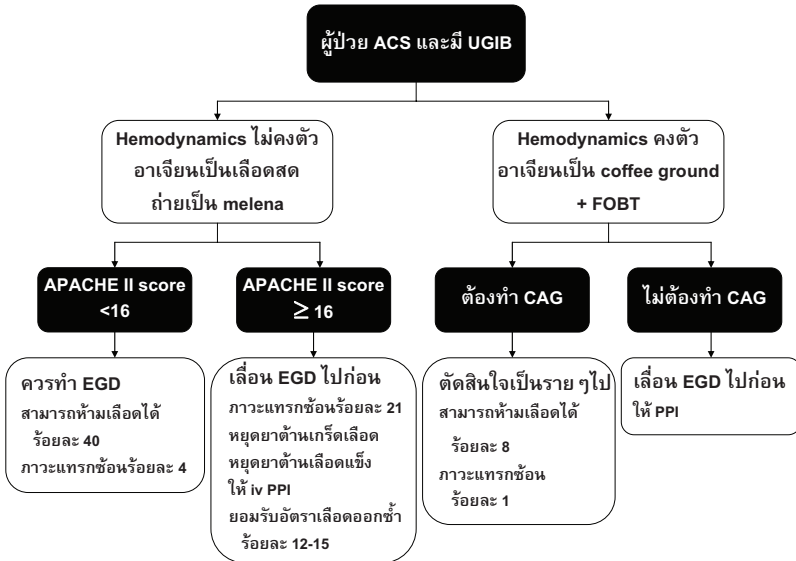 ผู้ป่วย ACS และมี UGIB
Hemodynamics ไม่คงตัว
อาเจียนเป็นเลือดสด
ถ่ายเป็น melena
Hemodynamics คงตัว
อาเจียนเป็น coffee ground
+ FOBT
APACHE II score
<16
APACHE II score
≥ 16
ต้องทำ CAG
ไม่ต้องทำ CAG
ควรทำ EGD
สามารถห้ามเลือดได้
ร้อยละ 40
ภาวะแทรกซ้อนร้อยละ 4
เลื่อน EGD ไปก่อน
ภาวะแทรกซ้อนร้อยละ 21
หยุดยาต้านเกร็ดเลือด
หยุดยาต้านเลือดแข็ง
ให้ iv PPI
ยอมรับอัตราเลือดออกซ้ำ
ร้อยละ 12-15
ตัดสินใจเป็นราย ๆไป
สามารถห้ามเลือดได้
ร้อยละ 8
ภาวะแทรกซ้อน
ร้อยละ 1
เลื่อน EGD ไปก่อน
ให้ PPI